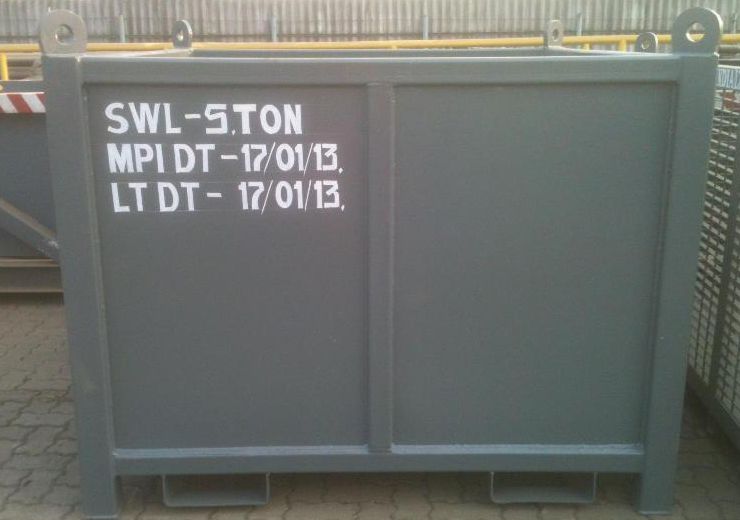 SWL-5.TON
MPI DT-17/01/13.
LT DT- 17/01/13.